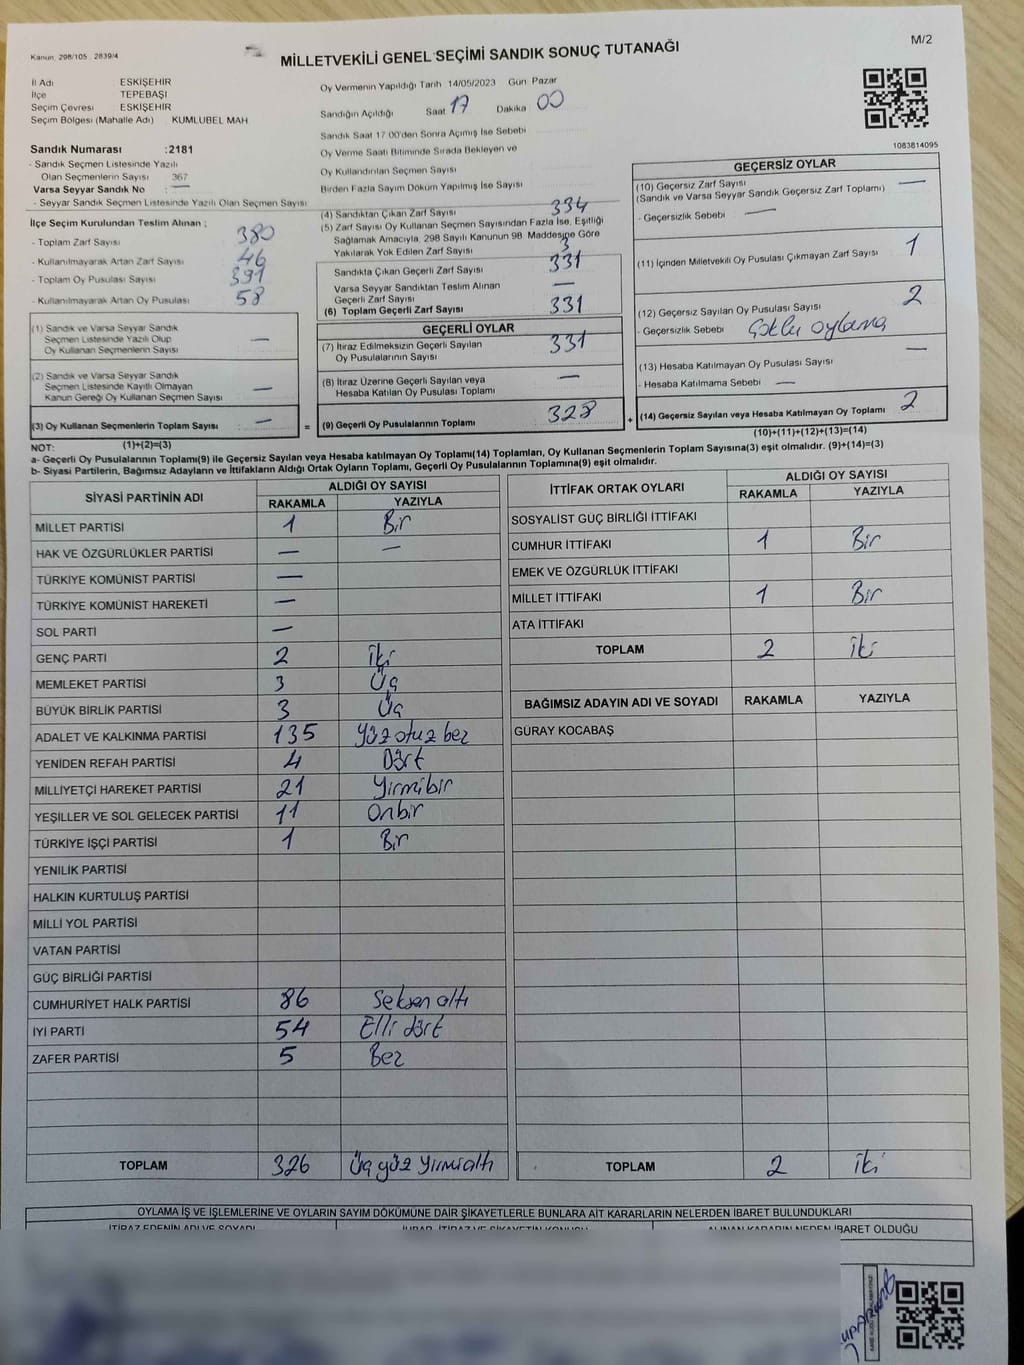 Kanun: 298/105 2839/4
MİLLETVEKİLİ GENEL SEÇİMİ SANDIK SONUÇ TUTANAĞI
M/2
İl Adı ESKİŞEHİR
İlçe TEPEBAŞI
Seçim Çevresi ESKİŞEHİR
Seçim Bölgesi (Mahalle Adı) KUMLUBEL MAH
Sandık Numarası :2181
- Sandık Seçmen Listesinde Yazılı
Olan Seçmenlerin Sayısı 367
Varsa Seyyar Sandık No : —
- Seyyar Sandık Seçmen Listesinde Yazılı Olan Seçmen Sayısı
Oy Vermenin Yapıldığı Tarih 14/05/2023 Gün Pazar
Sandığın Açıldığı Saat 17 Dakika 00
Sandık Saat 17 00'den Sonra Açılmış İse Sebebi
Oy Verme Saati Bitiminde Sırada Bekleyen ve
Oy Kullandırılan Seçmen Sayısı
Birden Fazla Sayım Döküm Yapılmış İse Sayısı
1083814095
İlçe Seçim Kurulundan Teslim Alınan ;
- Toplam Zarf Sayısı 380
- Kullanılmayarak Artan Zarf Sayısı 46
- Toplam Oy Pusulası Sayısı 391
- Kullanılmayarak Artan Oy Pusulası 58
(1) Sandık ve Varsa Seyyar Sandık
Seçmen Listesinde Yazılı Olup
Oy Kullanan Seçmenlerin Sayısı —
(2) Sandık ve Varsa Seyyar Sandık
Seçmen Listesinde Kayıtlı Olmayan
Kanun Gereği Oy Kullanan Seçmen Sayısı —
(3) Oy Kullanan Seçmenlerin Toplam Sayısı —
(1)+(2)=(3)
(4) Sandıktan Çıkan Zarf Sayısı 334
(5) Zarf Sayısı Oy Kullanan Seçmen Sayısından Fazla İse, Eşitliği
Sağlamak Amacıyla, 298 Sayılı Kanunun 98. Maddesine Göre
Yakılarak Yok Edilen Zarf Sayısı 3
Sandıkta Çıkan Geçerli Zarf Sayısı 331
Varsa Seyyar Sandıktan Teslim Alınan
Geçerli Zarf Sayısı —
(6) Toplam Geçerli Zarf Sayısı 331
GEÇERLİ OYLAR
(7) İtiraz Edilmeksizin Geçerli Sayılan
Oy Pusulalarının Sayısı 331
(8) İtiraz Üzerine Geçerli Sayılan veya
Hesaba Katılan Oy Pusulası Toplamı —
= (9) Geçerli Oy Pusulalarının Toplamı 328 +
GEÇERSİZ OYLAR
(10) Geçersiz Zarf Sayısı —
(Sandık ve Varsa Seyyar Sandık Geçersiz Zarf Toplamı)
- Geçersizlik Sebebi —
(11) İçinden Milletvekili Oy Pusulası Çıkmayan Zarf Sayısı 1
(12) Geçersiz Sayılan Oy Pusulası Sayısı 2
- Geçersizlik Sebebi Çoklu oylama
(13) Hesaba Katılmayan Oy Pusulası Sayısı —
- Hesaba Katılmama Sebebi —
(14) Geçersiz Sayılan veya Hesaba Katılmayan Oy Toplamı 2
(10)+(11)+(12)+(13)=(14)
NOT:
a- Geçerli Oy Pusulalarının Toplamı(9) ile Geçersiz Sayılan veya Hesaba katılmayan Oy Toplamı(14) Toplamları, Oy Kullanan Seçmenlerin Toplam Sayısına(3) eşit olmalıdır. (9)+(14)=(3)
b- Siyasi Partilerin, Bağımsız Adayların ve İttifakların Aldığı Ortak Oyların Toplamı, Geçerli Oy Pusulalarının Toplamına(9) eşit olmalıdır.
SİYASİ PARTİNİN ADI ALDIĞI OY SAYISI
RAKAMLA YAZIYLA
MİLLET PARTİSİ 1 Bir
HAK VE ÖZGÜRLÜKLER PARTİSİ — —
TÜRKİYE KOMÜNİST PARTİSİ —
TÜRKİYE KOMÜNİST HAREKETİ —
SOL PARTİ —
GENÇ PARTİ 2 İki
MEMLEKET PARTİSİ 3 Üç
BÜYÜK BİRLİK PARTİSİ 3 Üç
ADALET VE KALKINMA PARTİSİ 135 Yüz otuz beş
YENİDEN REFAH PARTİSİ 4 Dört
MİLLİYETÇİ HAREKET PARTİSİ 21 Yirmibir
YEŞİLLER VE SOL GELECEK PARTİSİ 11 Onbir
TÜRKİYE İŞÇİ PARTİSİ 1 Bir
YENİLİK PARTİSİ
HALKIN KURTULUŞ PARTİSİ
MİLLİ YOL PARTİSİ
VATAN PARTİSİ
GÜÇ BİRLİĞİ PARTİSİ
CUMHURİYET HALK PARTİSİ 86 Seksen altı
İYİ PARTİ 54 Elli dört
ZAFER PARTİSİ 5 Beş
TOPLAM 326 Üç yüz Yirmialtı
İTTİFAK ORTAK OYLARI ALDIĞI OY SAYISI
RAKAMLA YAZIYLA
SOSYALİST GÜÇ BİRLİĞİ İTTİFAKI
CUMHUR İTTİFAKI 1 Bir
EMEK VE ÖZGÜRLÜK İTTİFAKI
MİLLET İTTİFAKI 1 Bir
ATA İTTİFAKI
TOPLAM 2 İki
BAĞIMSIZ ADAYIN ADI VE SOYADI RAKAMLA YAZIYLA
GÜRAY KOCABAŞ
TOPLAM 2 İki
OYLAMA İŞ VE İŞLEMLERİNE VE OYLARIN SAYIM DÖKÜMÜNE DAİR ŞİKAYETLERLE BUNLARA AİT KARARLARIN NELERDEN İBARET BULUNDUKLARI
İTİRAZ EDENİN ADI VE SOYADI İHBAR, İTİRAZ VE ŞİKAYETİN KONUSU ALINAN KARARIN NEDEN İBARET OLDUĞU